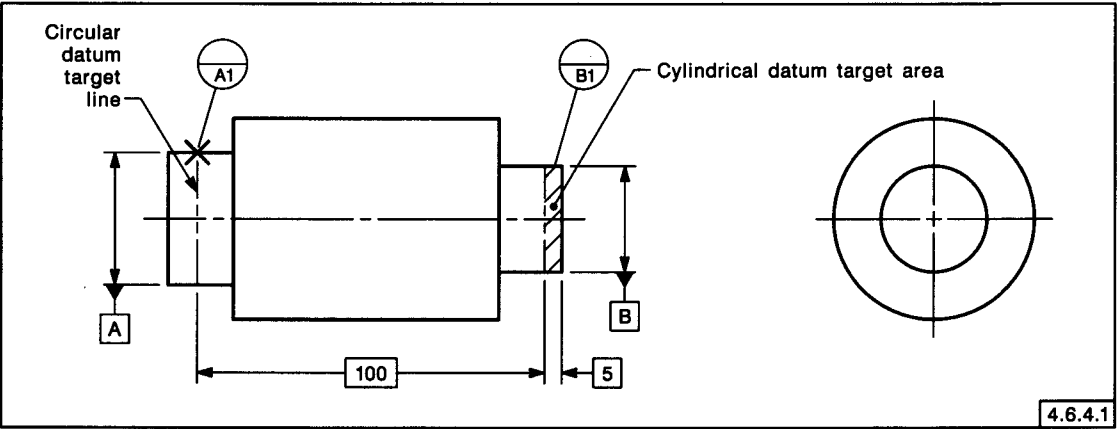 Circular
datum
target
line
A1
B1
Cylindrical datum target area
A
B
100
5
4.6.4.1